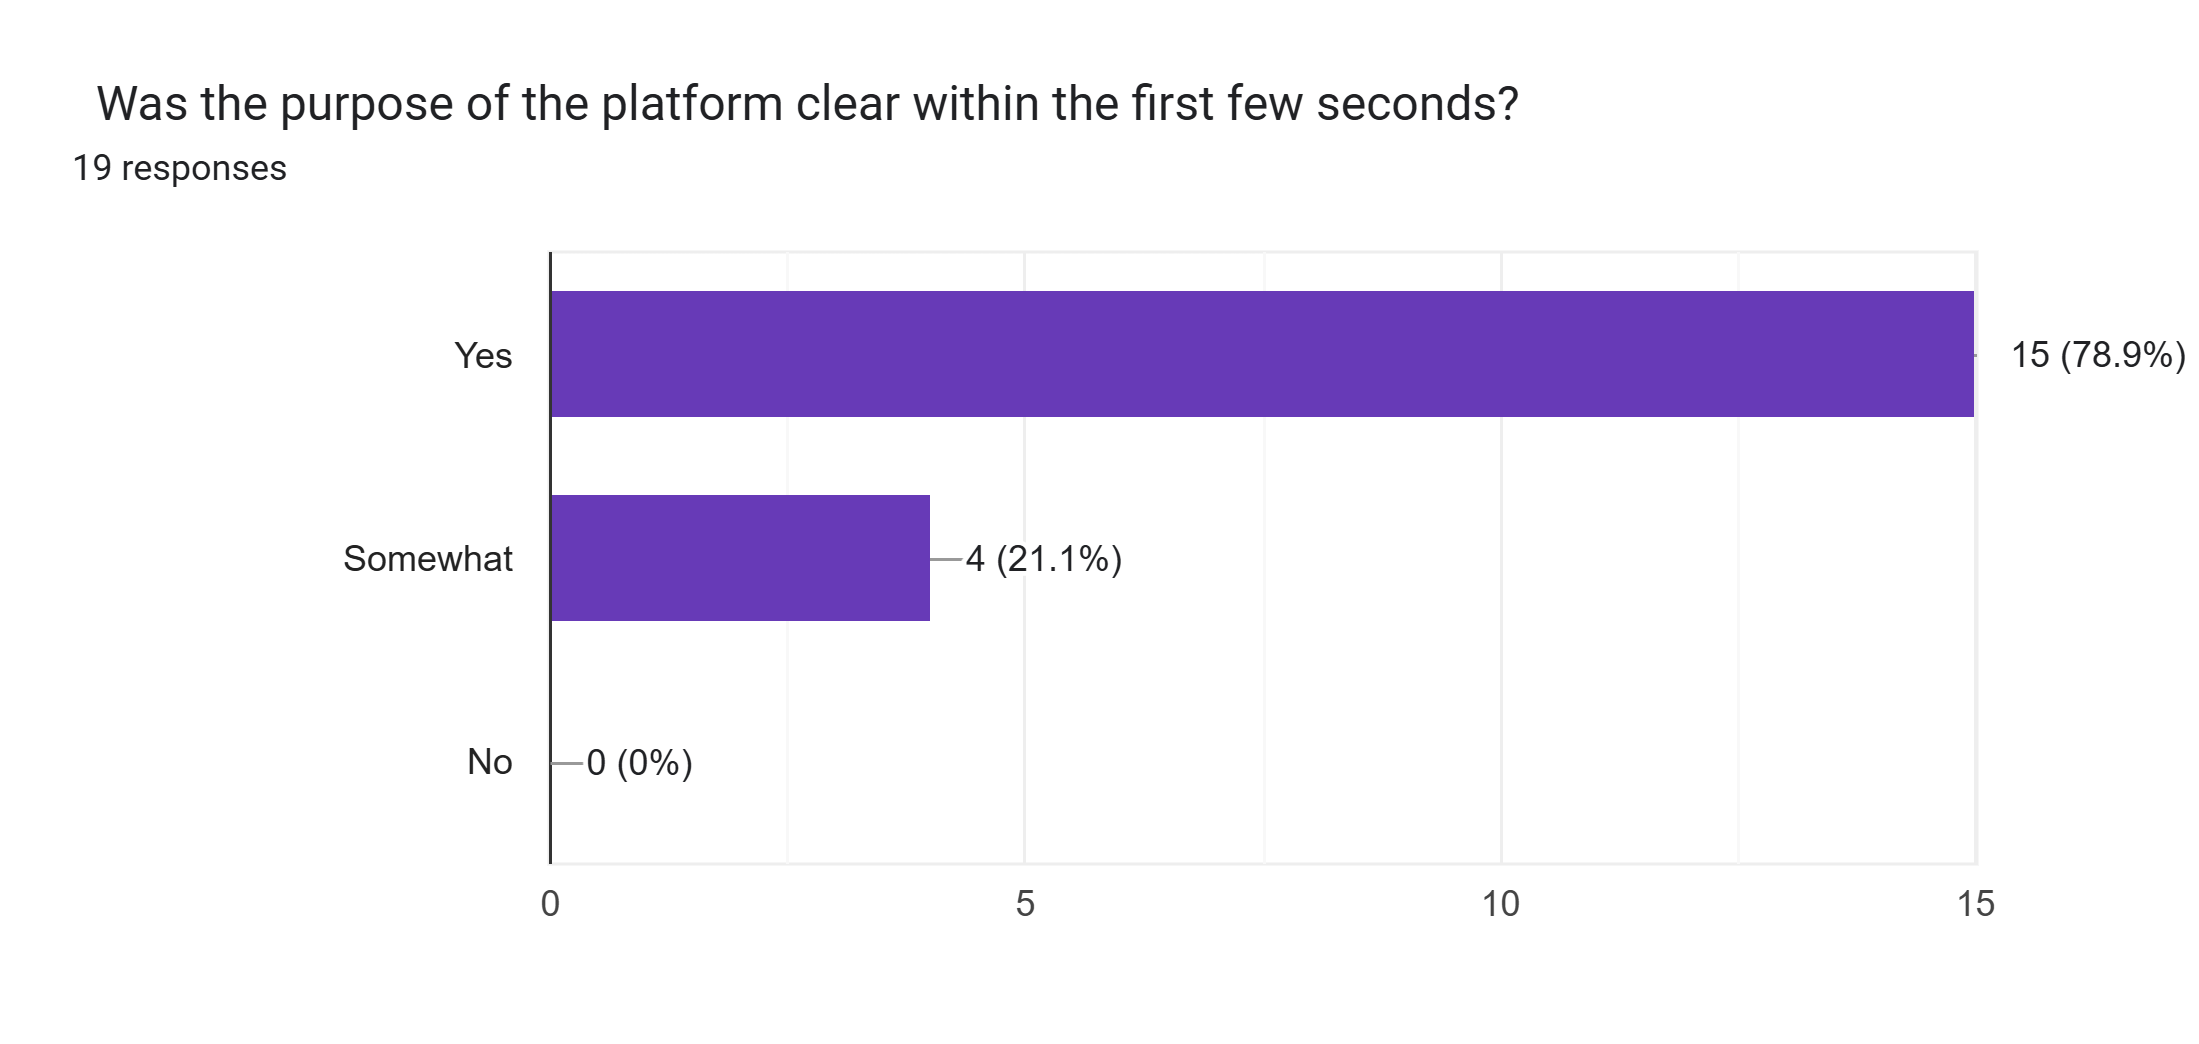 Was the purpose of the platform clear within the first few seconds?
19 responses
Yes
15 (78.9%)
Somewhat
4 (21.1%)
No
0 (0%)
0
5
10
15